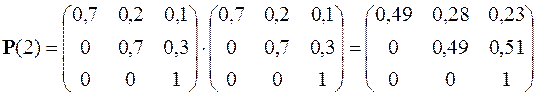 P(2) = (0,7 0,2 0,1) · (0,7 0,2 0,1) = (0,49 0,28 0,23)
0 0,7 0,3 0 0,7 0,3 0 0,49 0,51
0 0 1 0 0 1 0 0 1